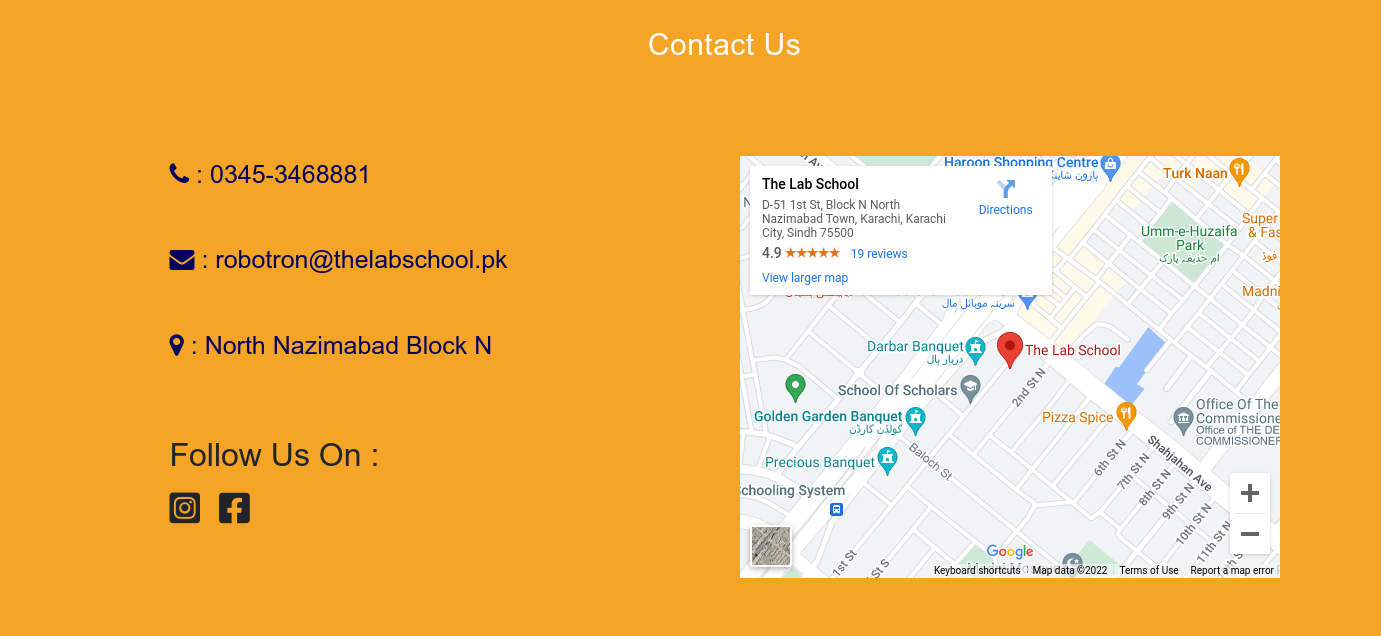 Contact Us
: 0345-3468881
: robotron@thelabschool.pk
: North Nazimabad Block N
Follow Us On :
Haroon Shopping Centre
Turk Naan
The Lab School
D-51 1st St, Block N North
Nazimabad Town, Karachi, Karachi
City, Sindh 75500
4.9
19 reviews
View larger map
Directions
Super
& Fas
فوڈ
Umm-e-Huzaifa
Park
ام حذیفہ پارک
Madni
سرینہ موبائل مال
Darbar Banquet
دربار ہال
The Lab School
School Of Scholars
2nd St N
Golden Garden Banquet
گولڈن گارڈن
Pizza Spice
Office Of The
Commissione
Office of THE DE
COMMISSIONER
Precious Banquet
Baloch St
Shahjahan Ave
6th St N
7th St N
8th St N
9th St N
10th St N
11th St N
chooling System
1st St
d St S
Google
Keyboard shortcuts
Map data ©2022
Terms of Use
Report a map error